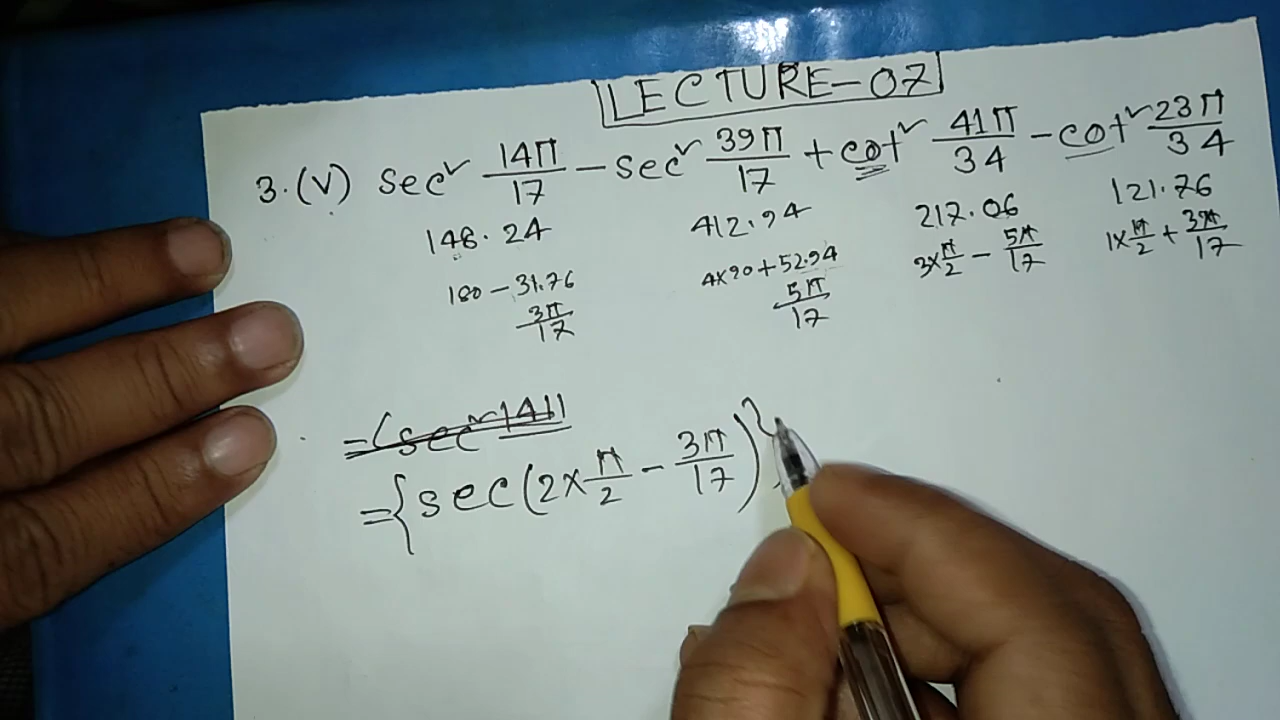 LECTURE-07
3.(V) sec² 14π/17 - sec² 39π/17 + cot² 41π/34 - cot² 23π/34
148.24 412.94 217.06 121.76
180-31.76 4×90+52.94 3×π/2 - 5π/17 1×π/2 + 3π/17
3π/17 5π/17
=(sec² 14π
={sec(2×π/2 - 3π/17)}